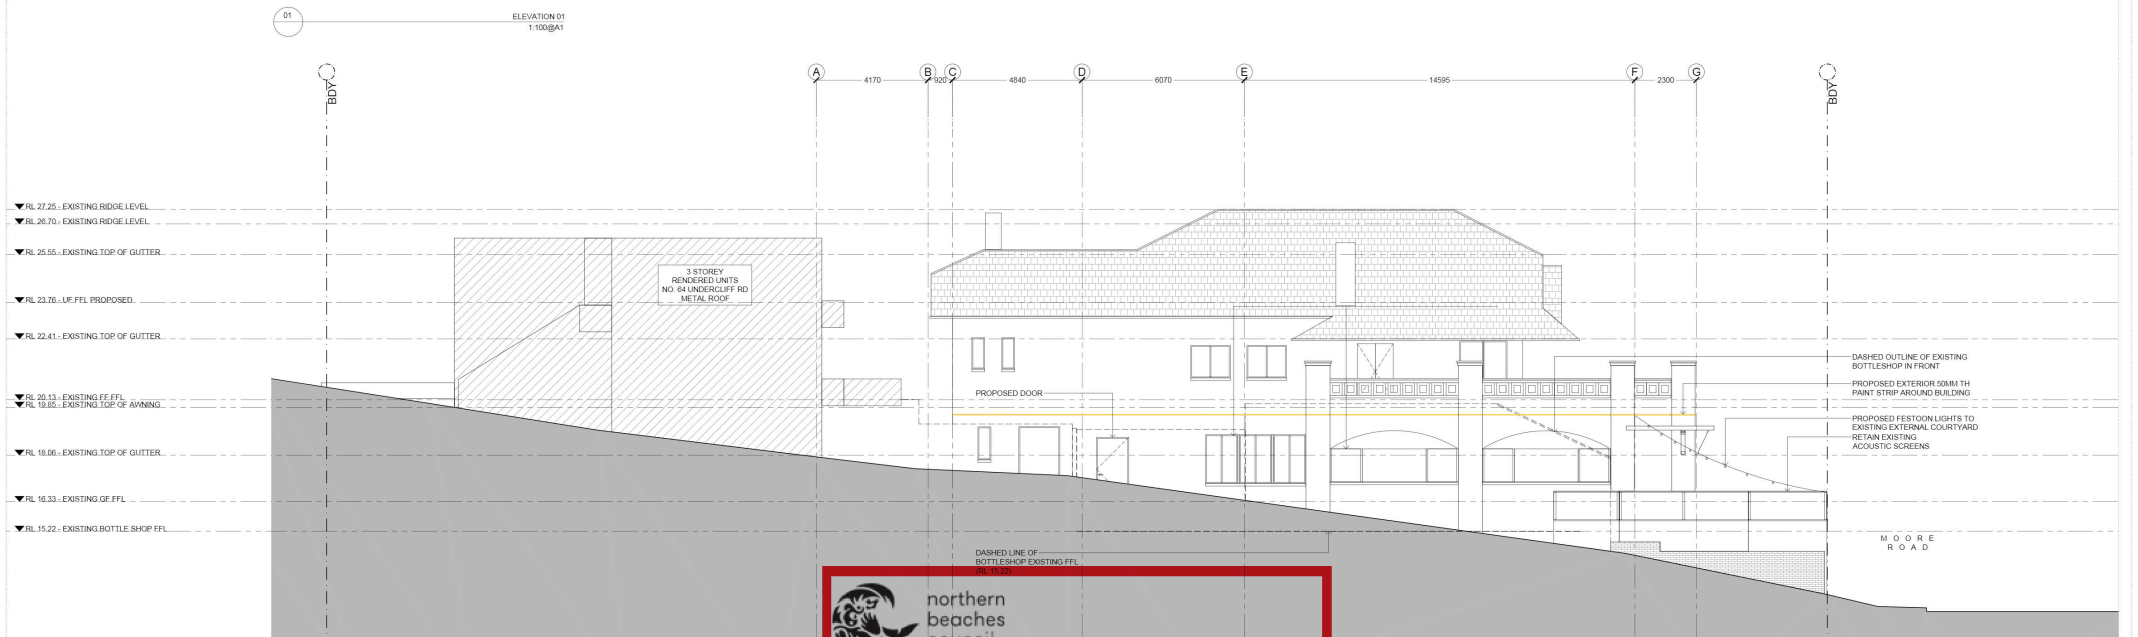 01
ELEVATION 01
1:100@A1
BDY
A
4170
B
920
C
4840
D
6070
E
14595
F
2300
G
BDY
RL 27.25 - EXISTING RIDGE LEVEL
RL 26.70 - EXISTING RIDGE LEVEL
RL 25.55 - EXISTING TOP OF GUTTER
RL 23.76 - UF FFL PROPOSED
RL 22.41 - EXISTING TOP OF GUTTER
RL 20.13 - EXISTING FF FFL
RL 19.85 - EXISTING TOP OF AWNING
RL 18.06 - EXISTING TOP OF GUTTER
RL 16.33 - EXISTING GF FFL
RL 15.22 - EXISTING BOTTLE SHOP FFL
3 STOREY
RENDERED UNITS
NO. 64 UNDERCLIFF RD
METAL ROOF
PROPOSED DOOR
DASHED OUTLINE OF EXISTING
BOTTLESHOP IN FRONT
PROPOSED EXTERIOR 50MM TH
PAINT STRIP AROUND BUILDING
PROPOSED FESTOON LIGHTS TO
EXISTING EXTERNAL COURTYARD
RETAIN EXISTING
ACOUSTIC SCREENS
MOORE
ROAD
DASHED LINE OF
BOTTLESHOP EXISTING FFL
(RL 15.22)
northern
beaches
council